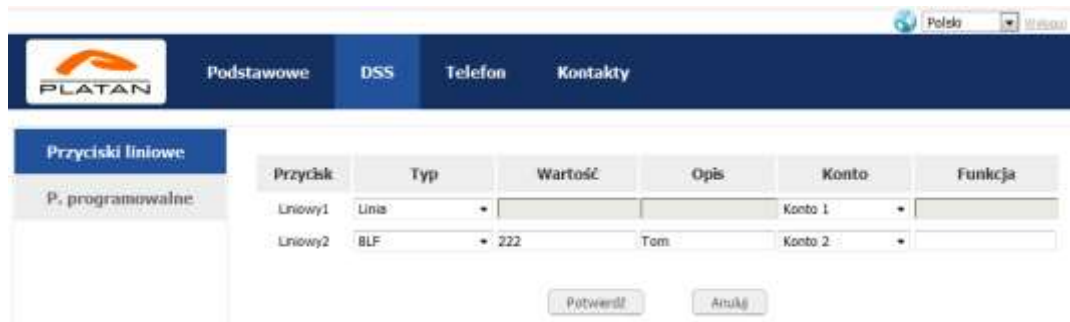 Polski Wyloguj
PLATAN
Podstawowe DSS Telefon Kontakty
Przyciski liniowe
P. programowalne
Przycisk Typ Wartość Opis Konto Funkcja
Liniowy1 Linia Konto 1
Liniowy2 BLF 222 Tom Konto 2
Potwierdź Anuluj